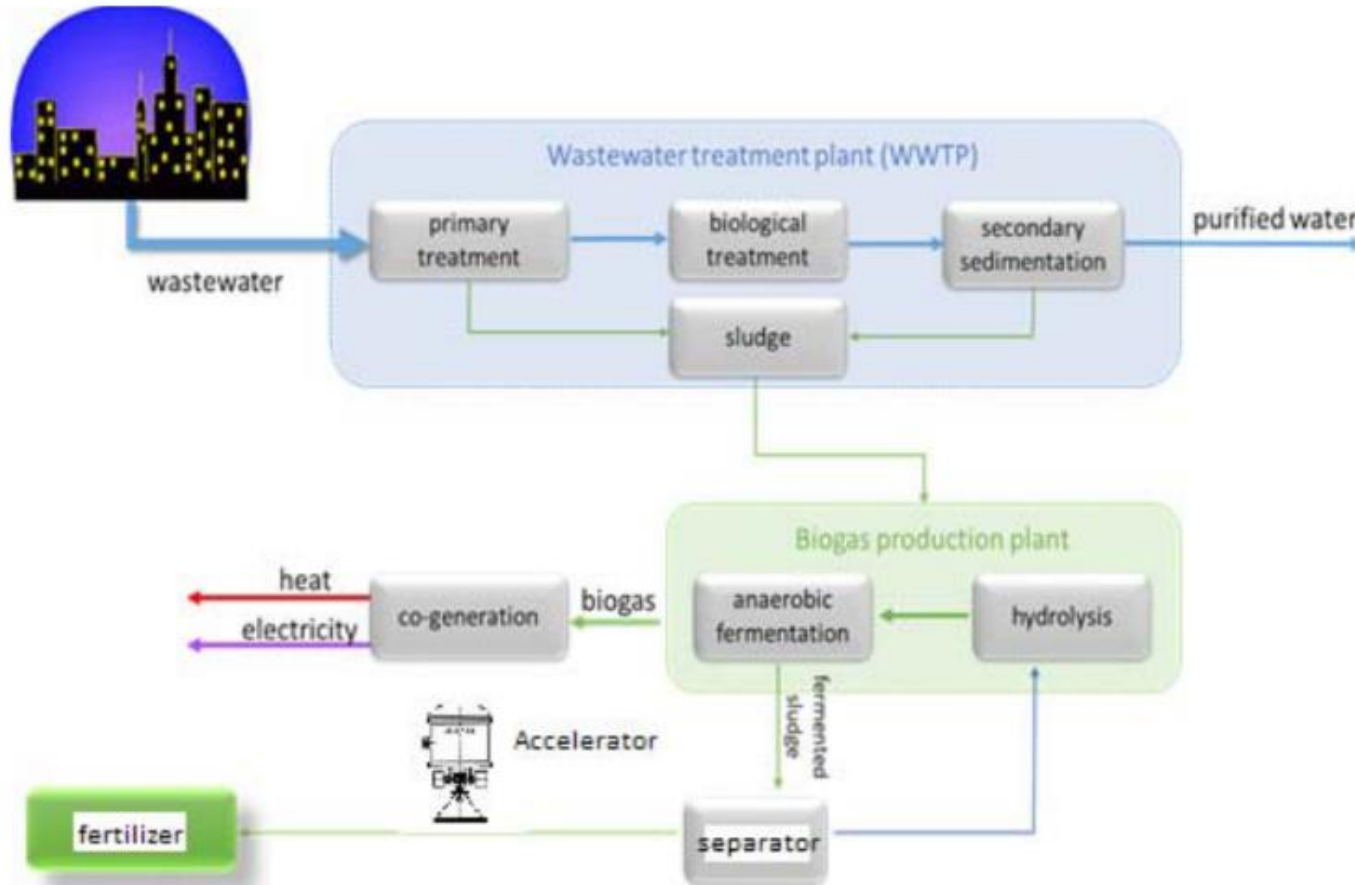 Wastewater treatment plant (WWTP)
primary
treatment
biological
treatment
secondary
sedimentation
purified water
wastewater
sludge
Biogas production plant
heat
electricity
co-generation
biogas
anaerobic
fermentation
hydrolysis
fermented
sludge
Accelerator
fertilizer
separator